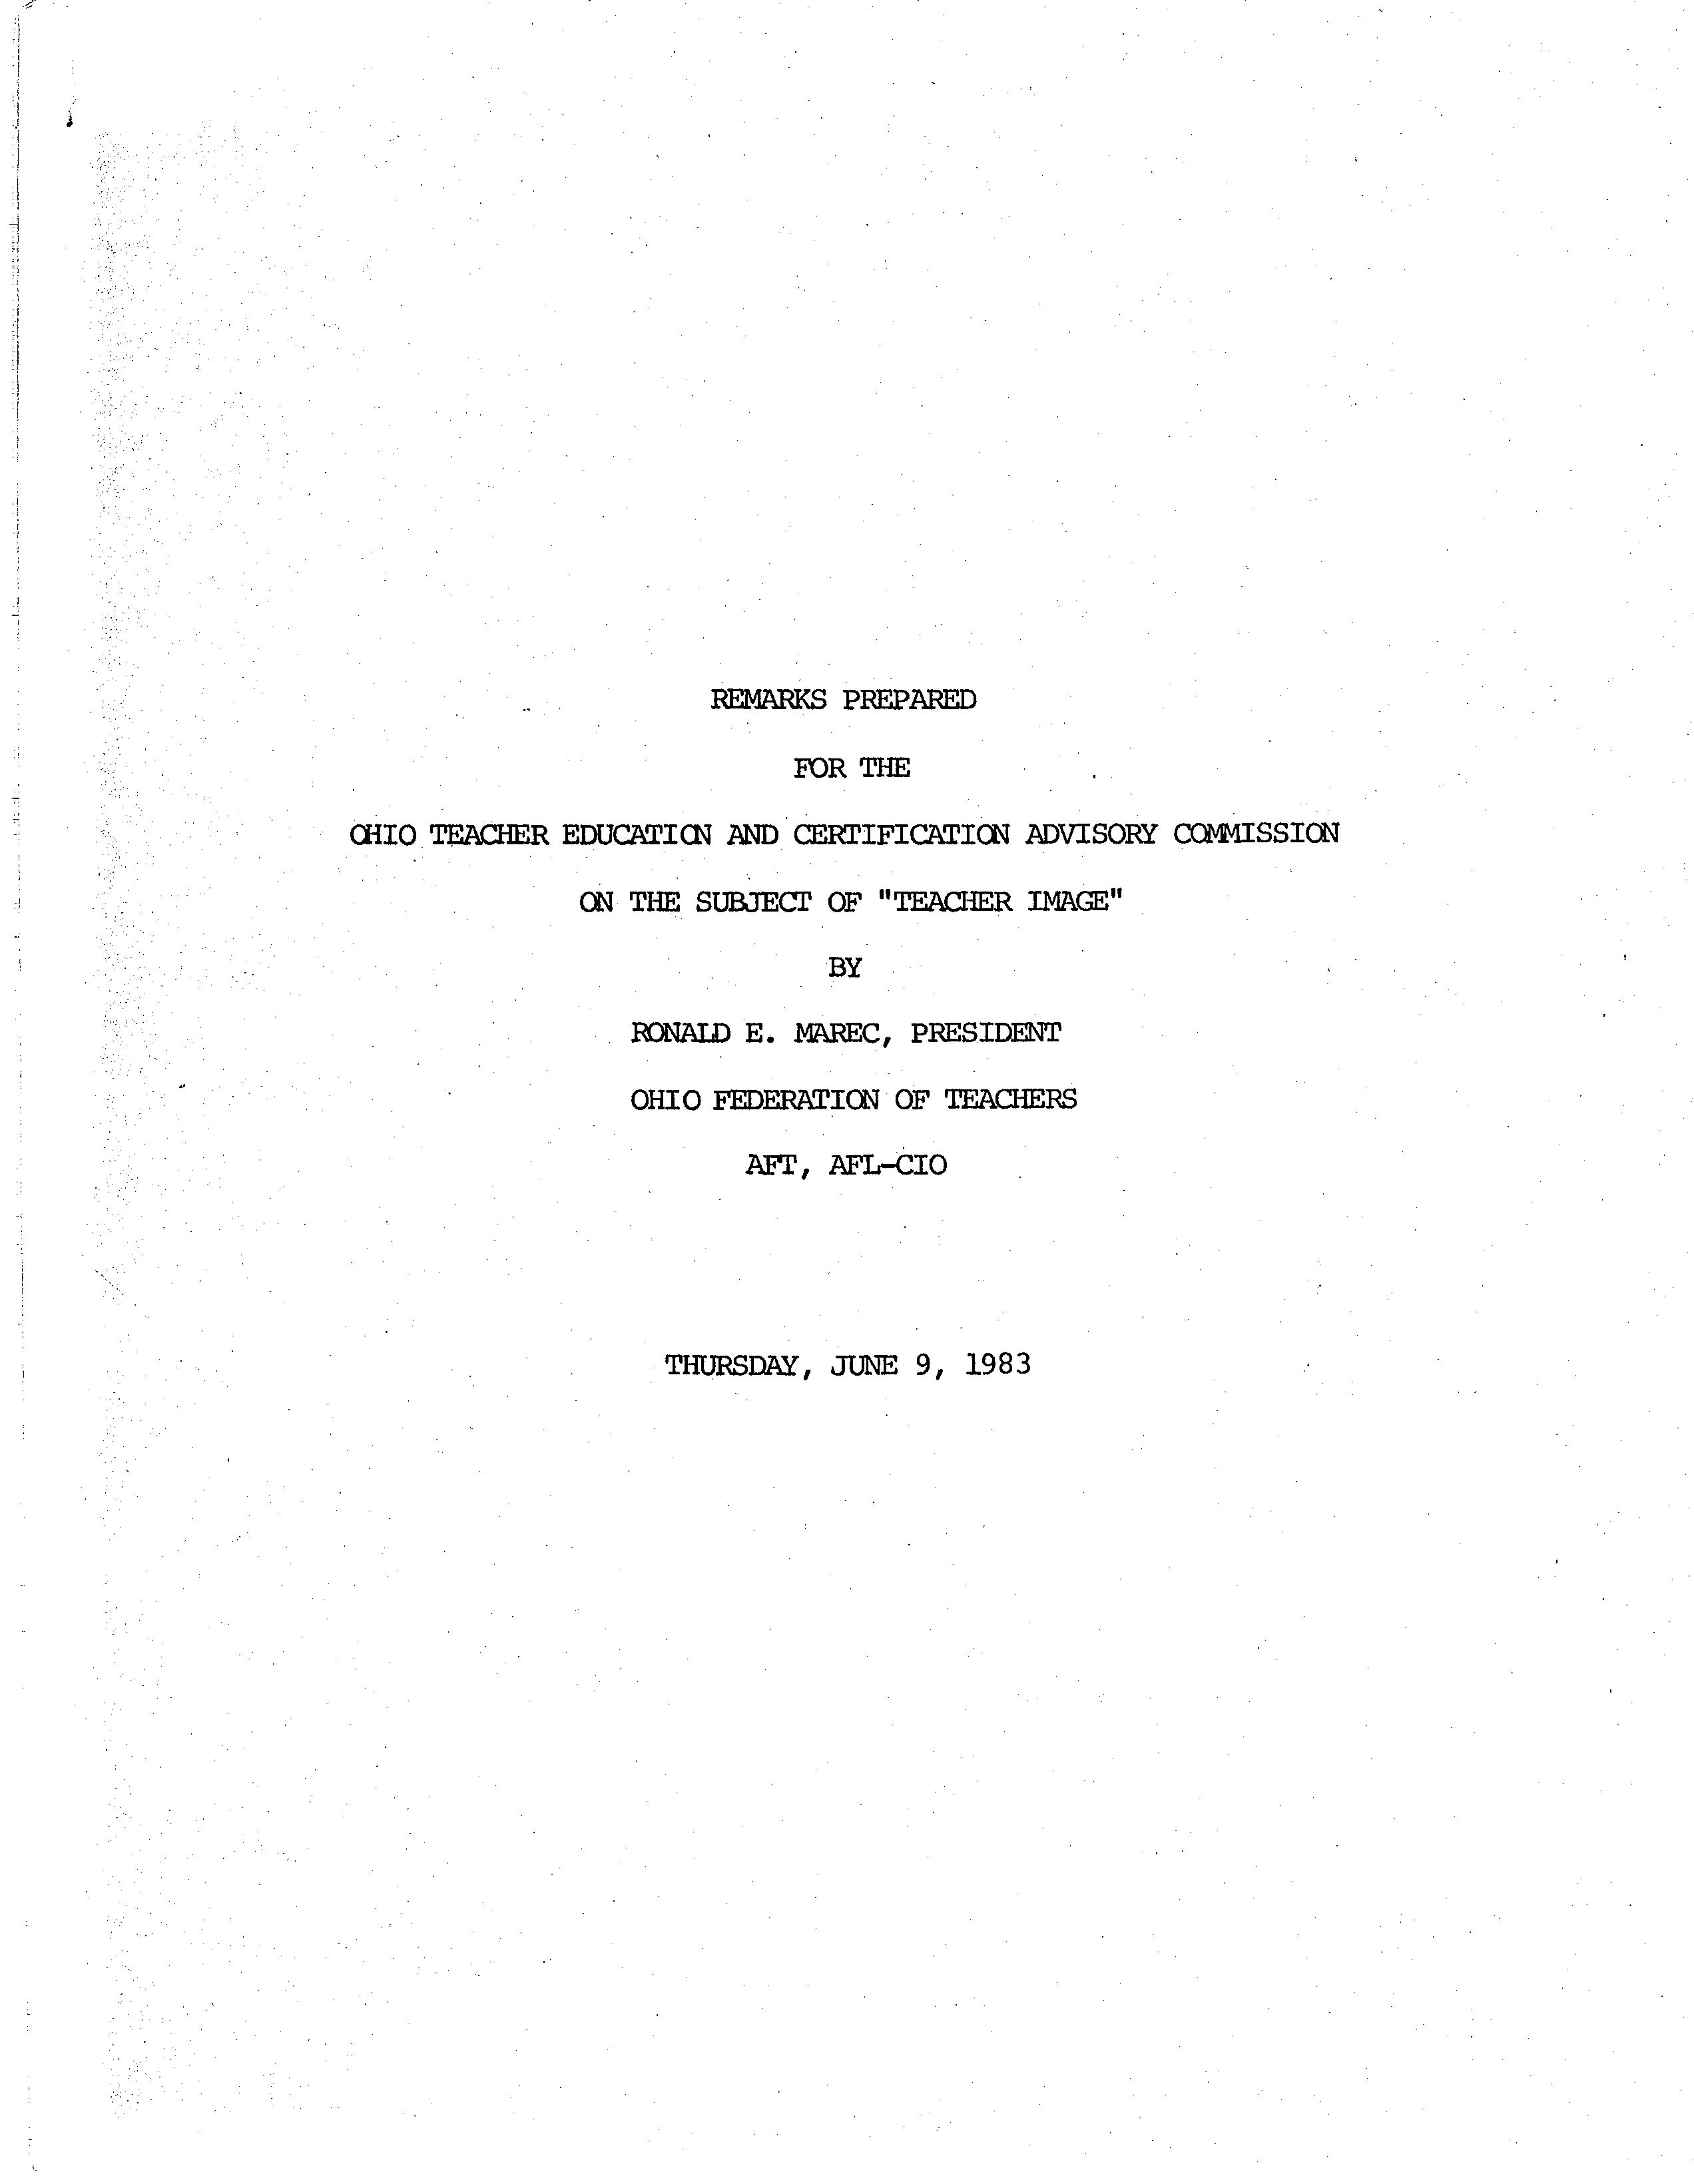 REMARKS PREPARED
FOR THE
OHIO TEACHER EDUCATION AND CERTIFICATION ADVISORY COMMISSION
ON THE SUBJECT OF "TEACHER IMAGE"
BY
RONALD E. MAREC, PRESIDENT
OHIO FEDERATION OF TEACHERS
AFT, AFL-CIO
THURSDAY, JUNE 9, 1983